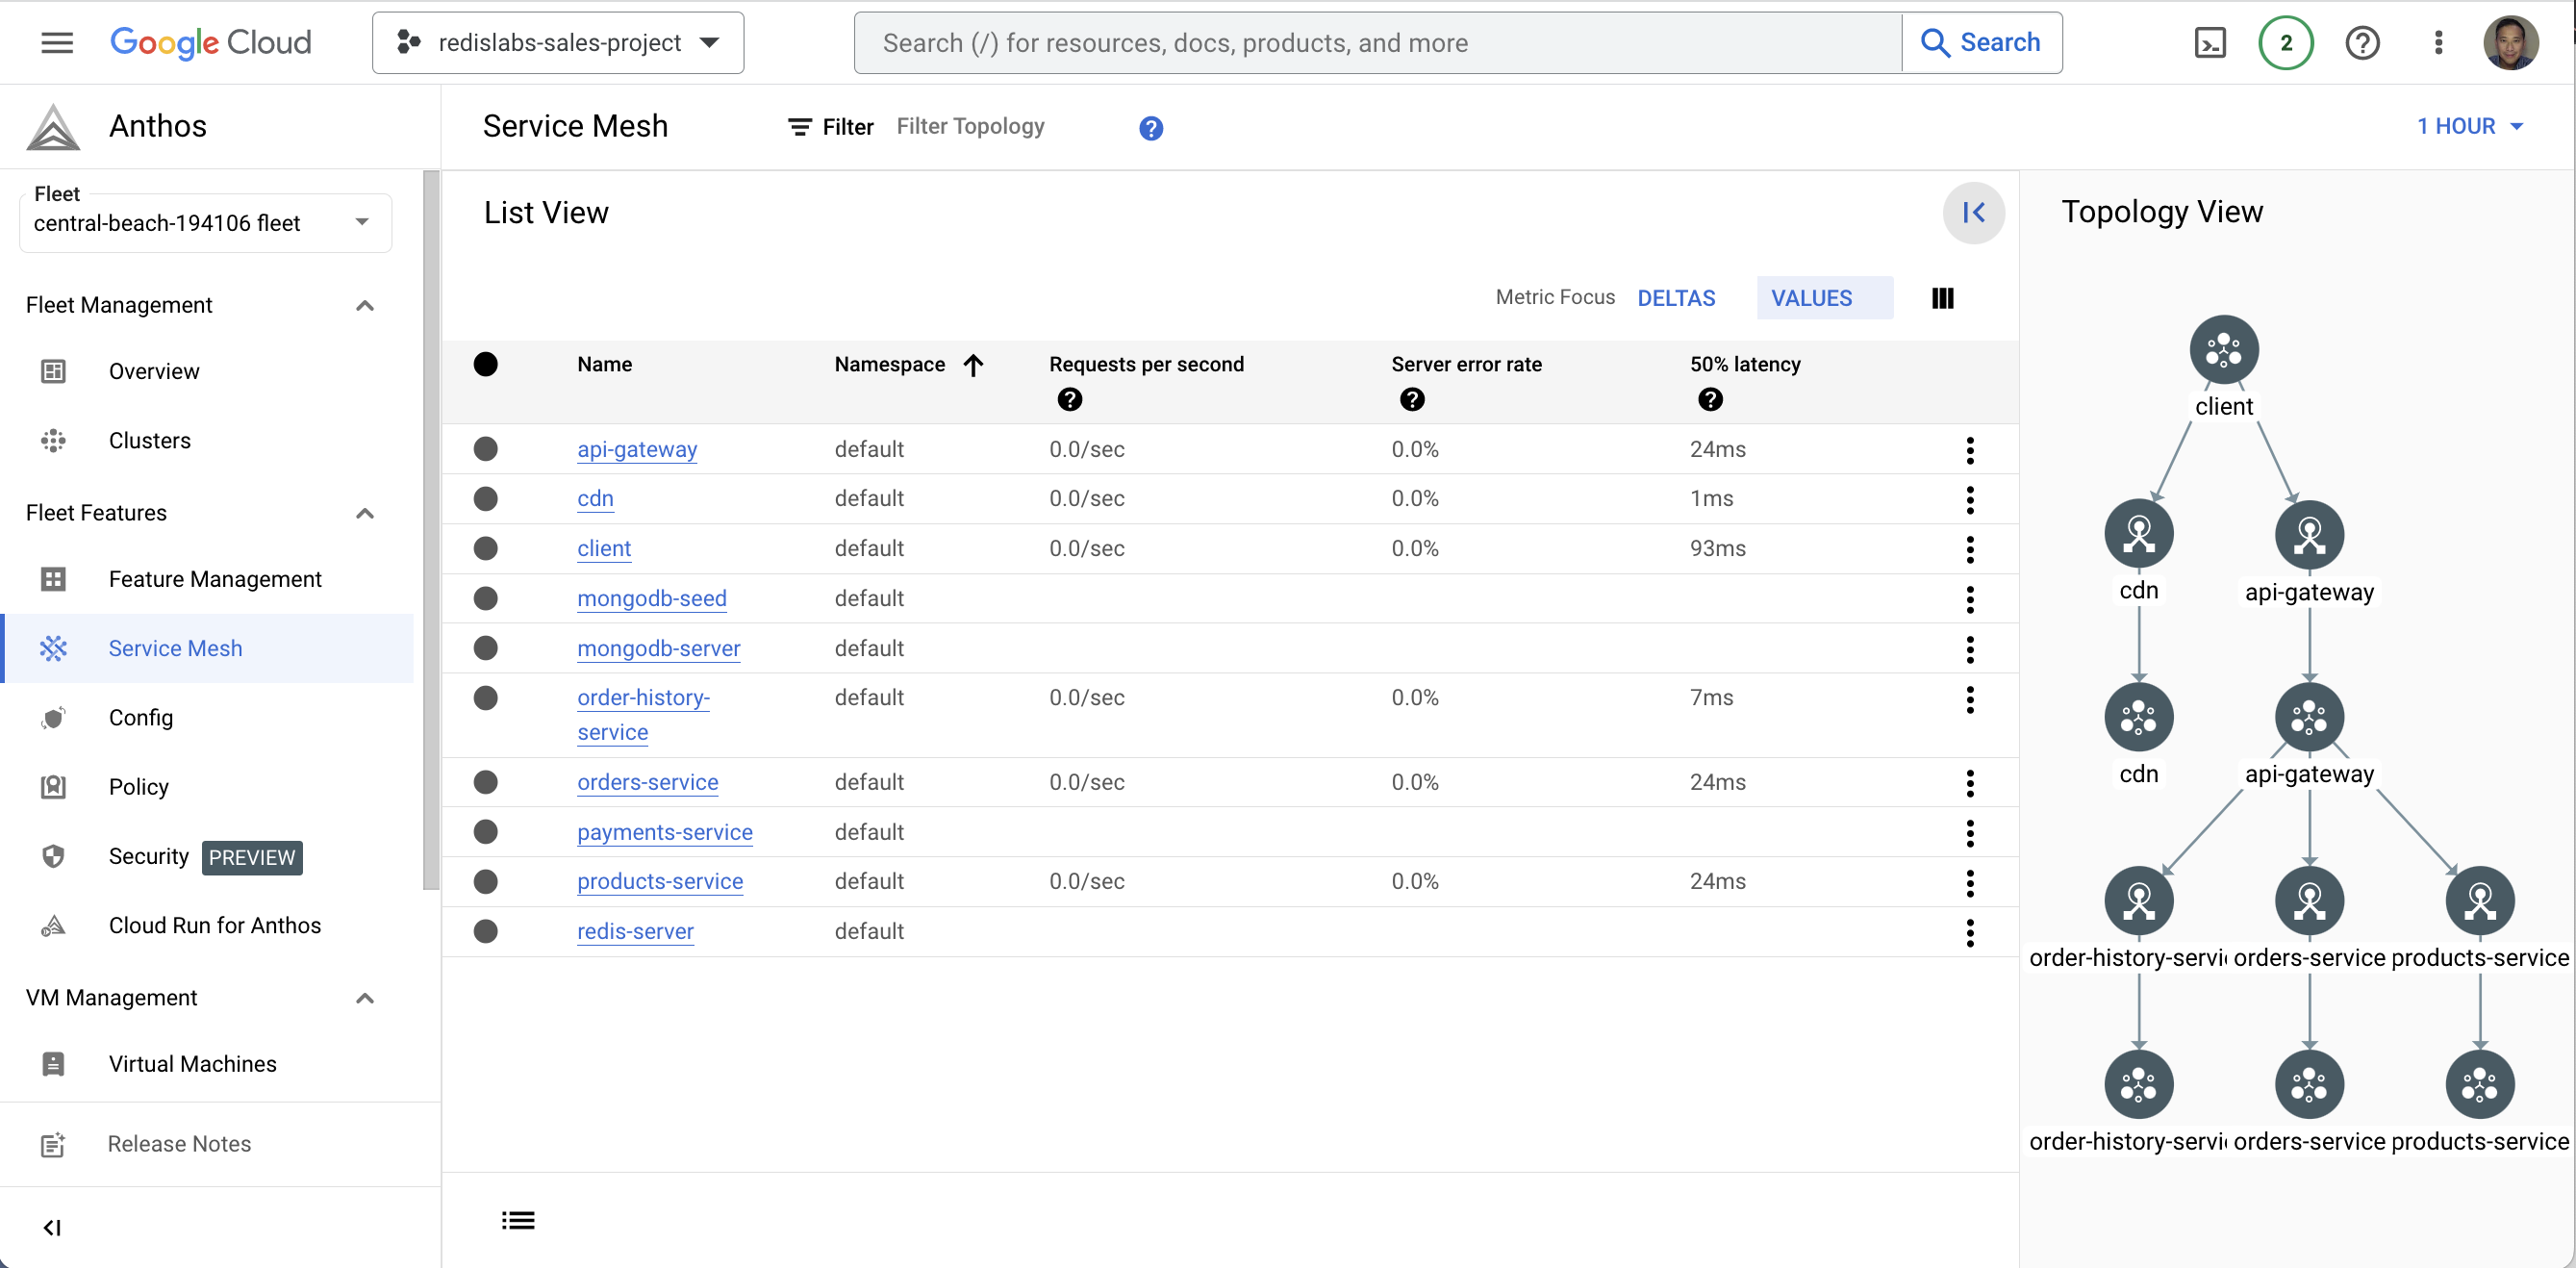 Google Cloud
redislabs-sales-project
Search (/) for resources, docs, products, and more
Search
2
Anthos
Service Mesh
Filter
Filter Topology
1 HOUR
Fleet
central-beach-194106 fleet
Fleet Management
Overview
Clusters
Fleet Features
Feature Management
Service Mesh
Config
Policy
Security PREVIEW
Cloud Run for Anthos
VM Management
Virtual Machines
Release Notes
List View
Metric Focus DELTAS VALUES
Name Namespace Requests per second Server error rate 50% latency
api-gateway default 0.0/sec 0.0% 24ms
cdn default 0.0/sec 0.0% 1ms
client default 0.0/sec 0.0% 93ms
mongodb-seed default
mongodb-server default
order-history- default 0.0/sec 0.0% 7ms
service
orders-service default 0.0/sec 0.0% 24ms
payments-service default
products-service default 0.0/sec 0.0% 24ms
redis-server default
Topology View
client
cdn api-gateway
cdn api-gateway
order-history-servi orders-service products-service
order-history-servi orders-service products-service